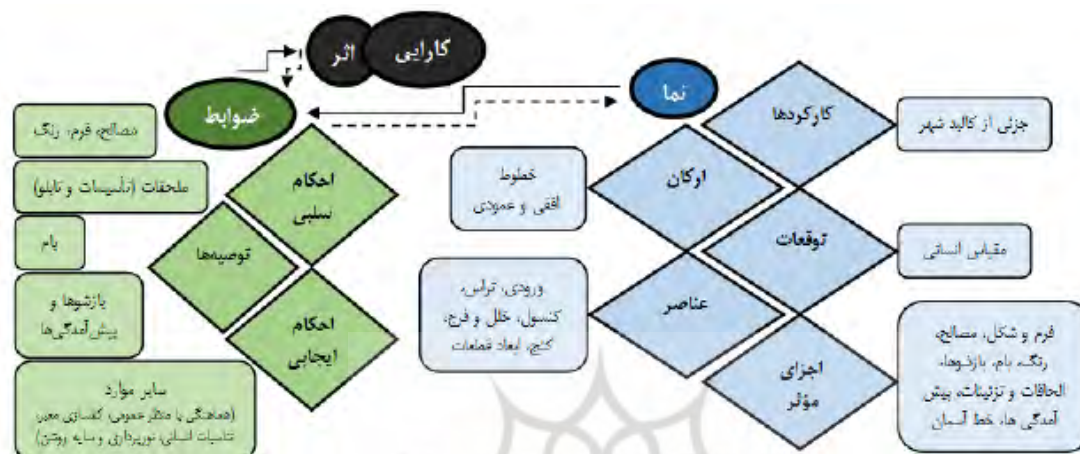 کارایی
اثر
نما
ضوابط
کارکردها
جزئی از کالبد شهر
ارکان
خطوط
افقی و عمودی
توقعات
مقیاس انسانی
عناصر
ورودی، تراس،
کنسول، خلل و فرج،
کنج، ابعاد قطعات
اجزای
مؤثر
فرم و شکل، مصالح،
رنگ، بام، بازشوها،
الحاقات و تزئینات، پیش
آمدگی ها، خط آسمان
احکام
سلبی
توصیه‌ها
احکام
ایجابی
مصالح، فرم، رنگ
ملحقات (تأسیسات و تابلو)
بام
بازشوها و
پیش‌آمدگی‌ها
سایر موارد
(هماهنگی با منظر عمومی، کفسازی معبر،
تناسبات انسانی، نورپردازی و سایه روشن)